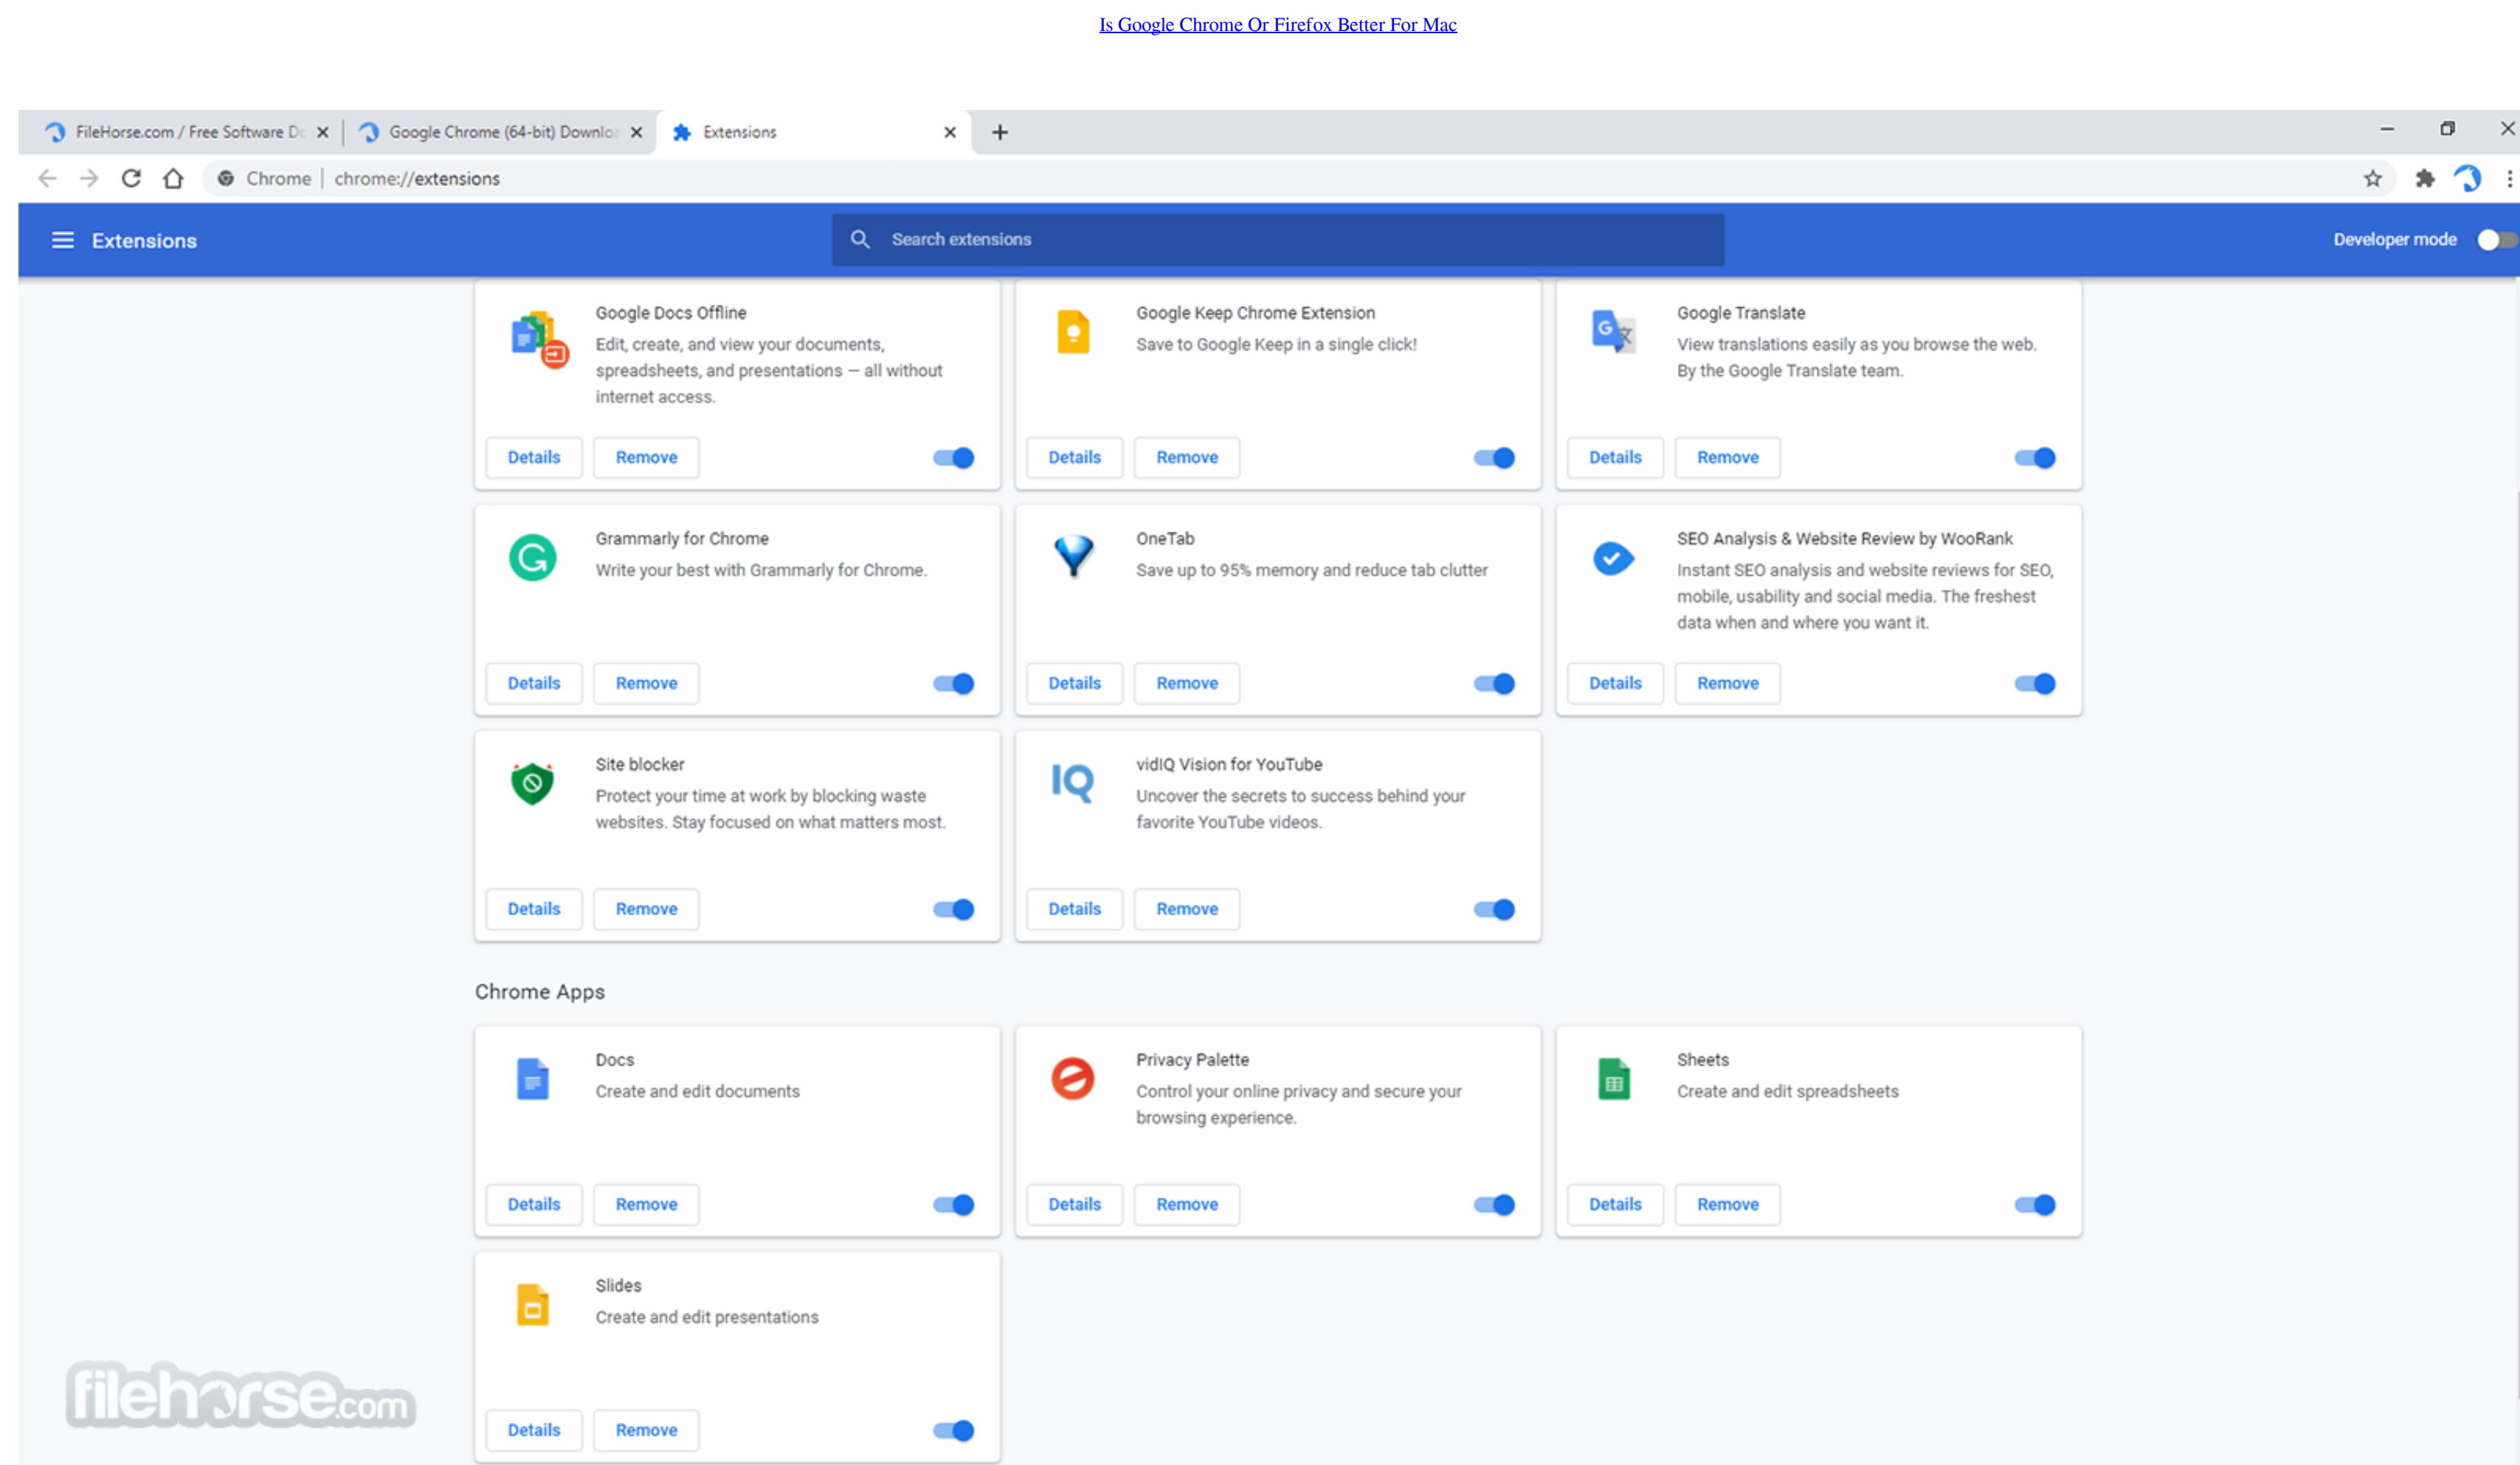 Is Google Chrome Or Firefox Better For Mac
FileHorse.com / Free Software Do
Google Chrome (64-bit) Downloa
Extensions
Chrome | chrome://extensions
Extensions
Search extensions
Developer mode
Google Docs Offline
Edit, create, and view your documents,
spreadsheets, and presentations — all without
internet access.
Details
Remove
Google Keep Chrome Extension
Save to Google Keep in a single click!
Details
Remove
Google Translate
View translations easily as you browse the web.
By the Google Translate team.
Details
Remove
Grammarly for Chrome
Write your best with Grammarly for Chrome.
Details
Remove
OneTab
Save up to 95% memory and reduce tab clutter
Details
Remove
SEO Analysis & Website Review by WooRank
Instant SEO analysis and website reviews for SEO,
mobile, usability and social media. The freshest
data when and where you want it.
Details
Remove
Site blocker
Protect your time at work by blocking waste
websites. Stay focused on what matters most.
Details
Remove
IQ
vidIQ Vision for YouTube
Uncover the secrets to success behind your
favorite YouTube videos.
Details
Remove
Chrome Apps
Docs
Create and edit documents
Details
Remove
Privacy Palette
Control your online privacy and secure your
browsing experience.
Details
Remove
Sheets
Create and edit spreadsheets
Details
Remove
Slides
Create and edit presentations
Details
Remove
filehorse.com